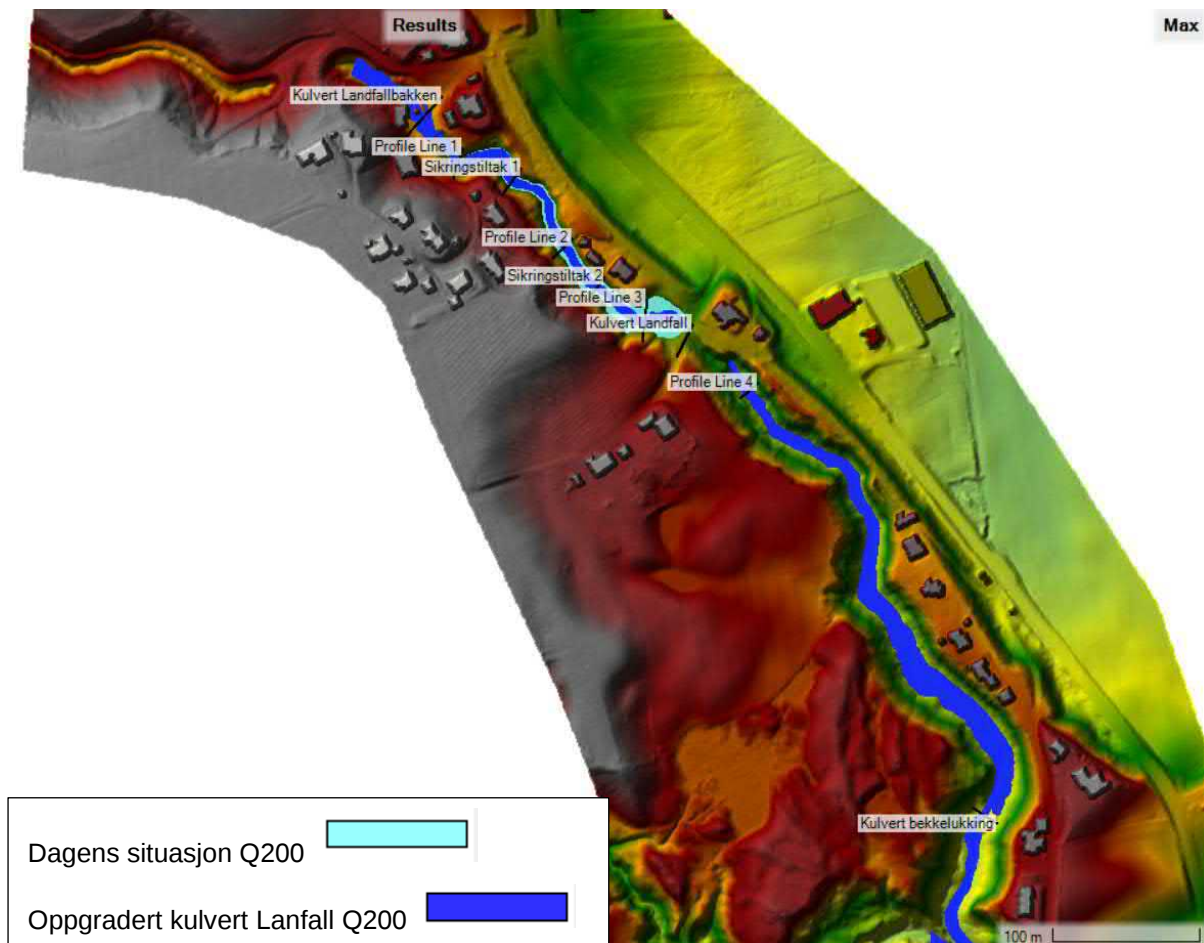 Results
Max
Kulvert Landfallbakken
Profile Line 1
Sikringstiltak 1
Profile Line 2
Sikringstiltak 2
Profile Line 3
Kulvert Landfall
Profile Line 4
Kulvert bekkelukking
Dagens situasjon Q200
Oppgradert kulvert Lanfall Q200
100 m